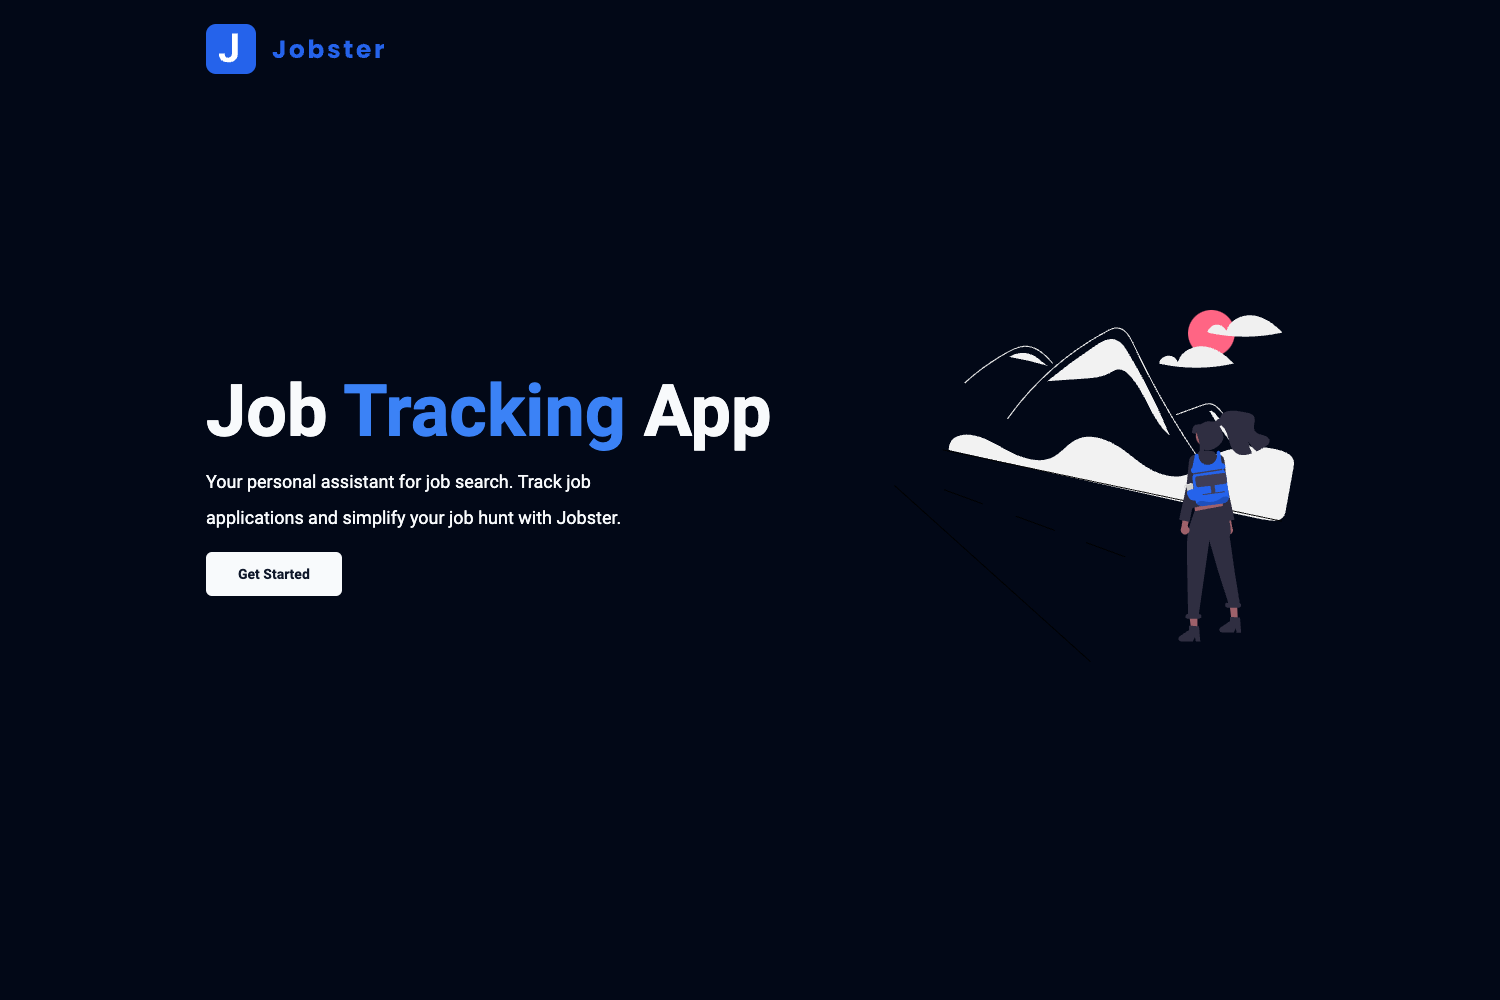 J Jobster
Job Tracking App
Your personal assistant for job search. Track job
applications and simplify your job hunt with Jobster.
Get Started